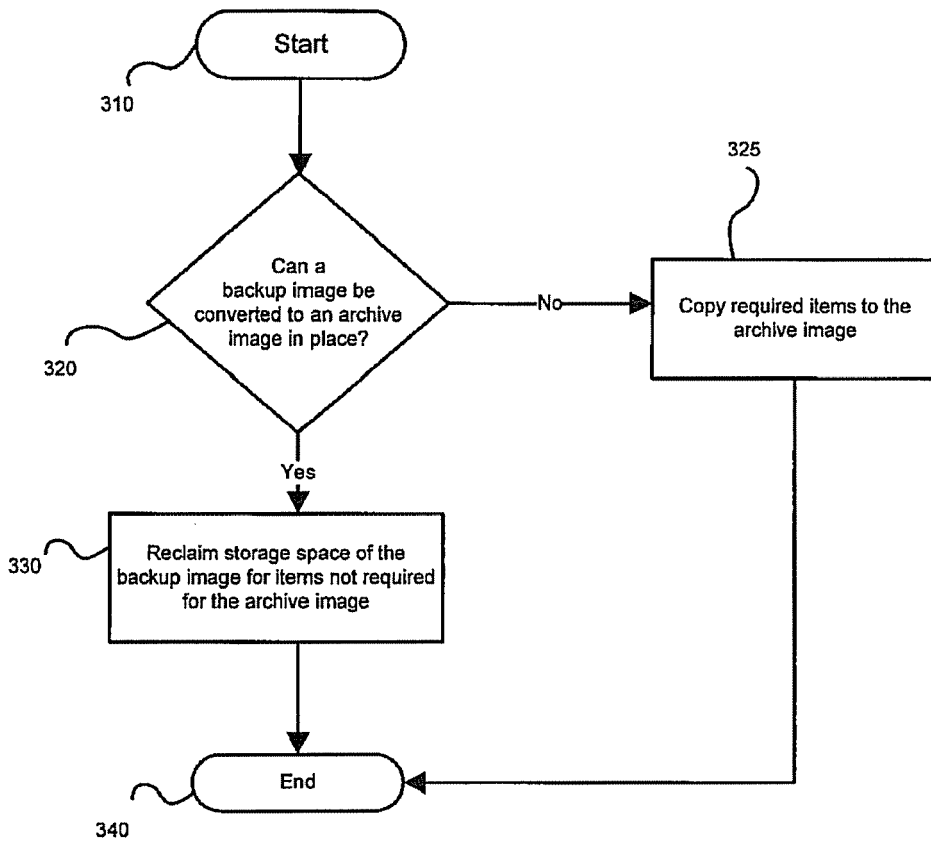 Start
310
325
Can a
backup image be
converted to an archive
image in place?
No
Copy required items to the
archive image
320
Yes
330
Reclaim storage space of the
backup image for items not required
for the archive image
End
340